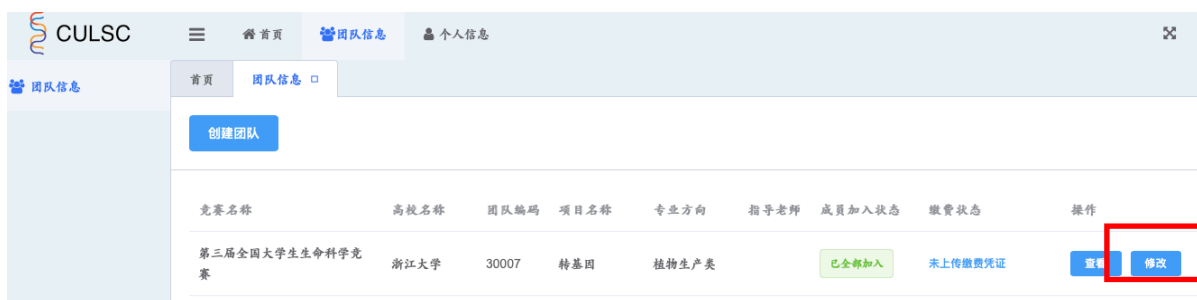 CULSC 首页 团队信息 个人信息
团队信息 首页 团队信息
创建团队
竞赛名称 高校名称 团队编码 项目名称 专业方向 指导老师 成员加入状态 缴费状态 操作
第三届全国大学生生命科学竞
赛 浙江大学 30007 转基因 植物生产类 已全部加入 未上传缴费凭证 查看 修改